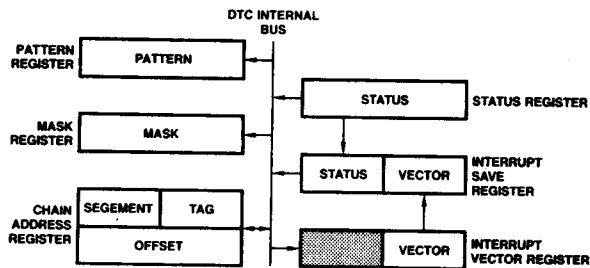 DTC INTERNAL
BUS
PATTERN
REGISTER
PATTERN
STATUS
STATUS REGISTER
MASK
REGISTER
MASK
STATUS
VECTOR
INTERRUPT
SAVE
REGISTER
CHAIN
ADDRESS
REGISTER
SEGEMENT
TAG
OFFSET
VECTOR
INTERRUPT
VECTOR REGISTER